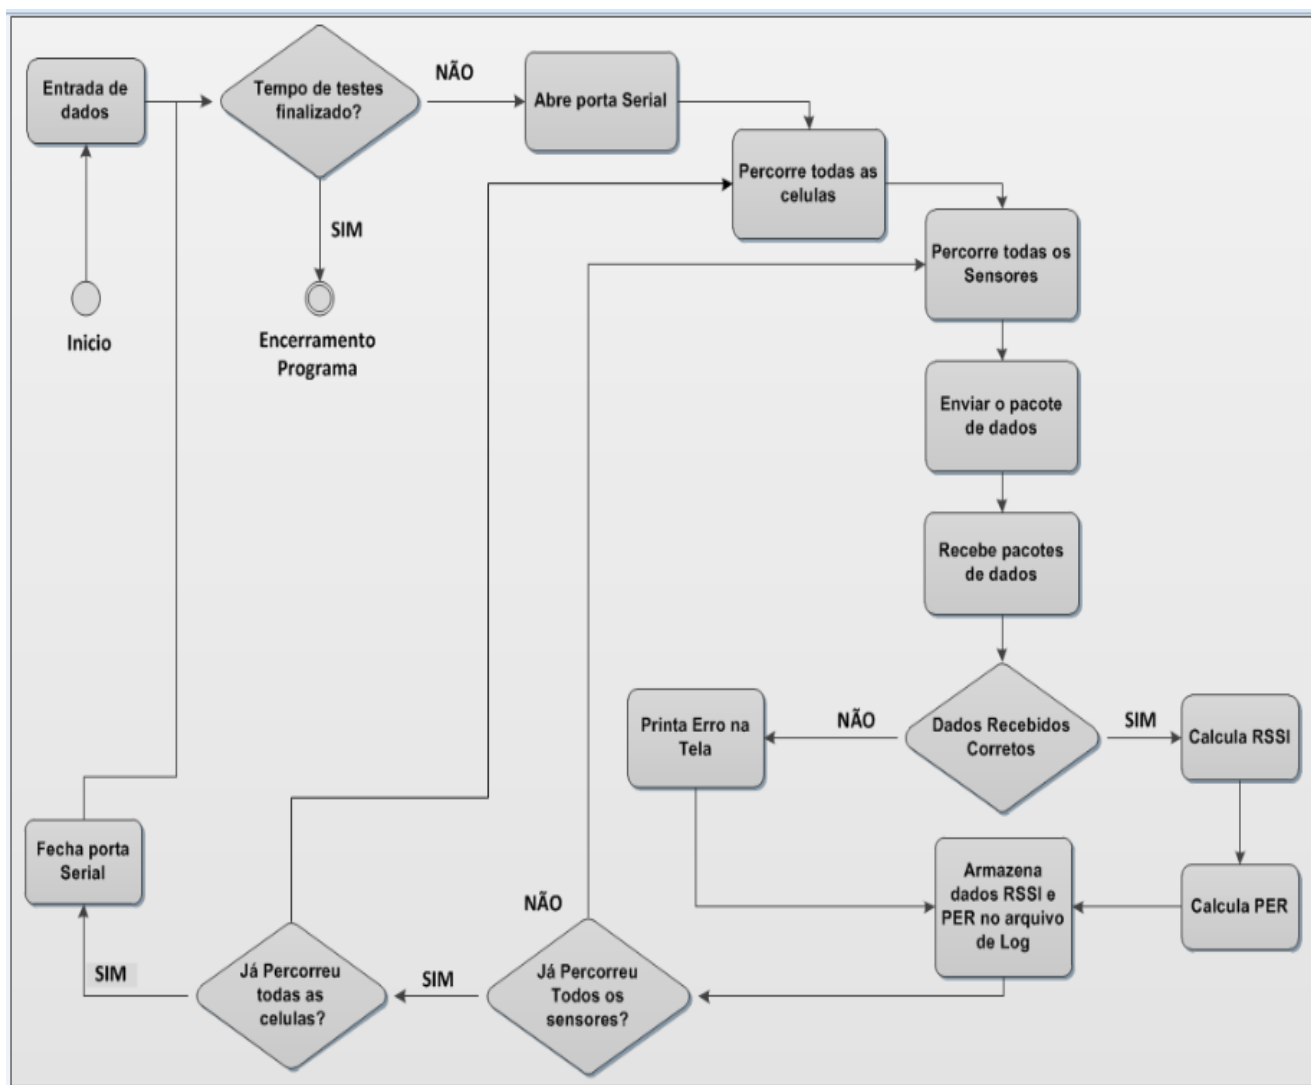 Entrada de
dados
Tempo de testes
finalizado?
NÃO
Abre porta Serial
Percorre todas as
celulas
SIM
Percorre todas os
Sensores
Inicio
Encerramento
Programa
Enviar o pacote
de dados
Recebe pacotes
de dados
Dados Recebidos
Corretos
NÃO
Printa Erro na
Tela
SIM
Calcula RSSI
Calcula PER
Armazena
dados RSSI e
PER no arquivo
de Log
Já Percorreu
Todos os
sensores?
NÃO
SIM
Já Percorreu
todas as
celulas?
SIM
Fecha porta
Serial